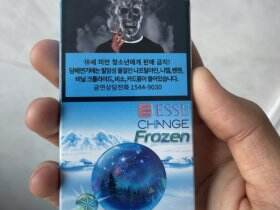 19세 미만 청소년에게 판매 금지!
담배연기에는 발암성 물질인 나프틸아민, 니켈, 벤젠,
비닐 크롤라이드, 비소, 카드뮴이 들어있습니다.
금연상담전화 1544-9030
ESSE
CHANGE
Frozen